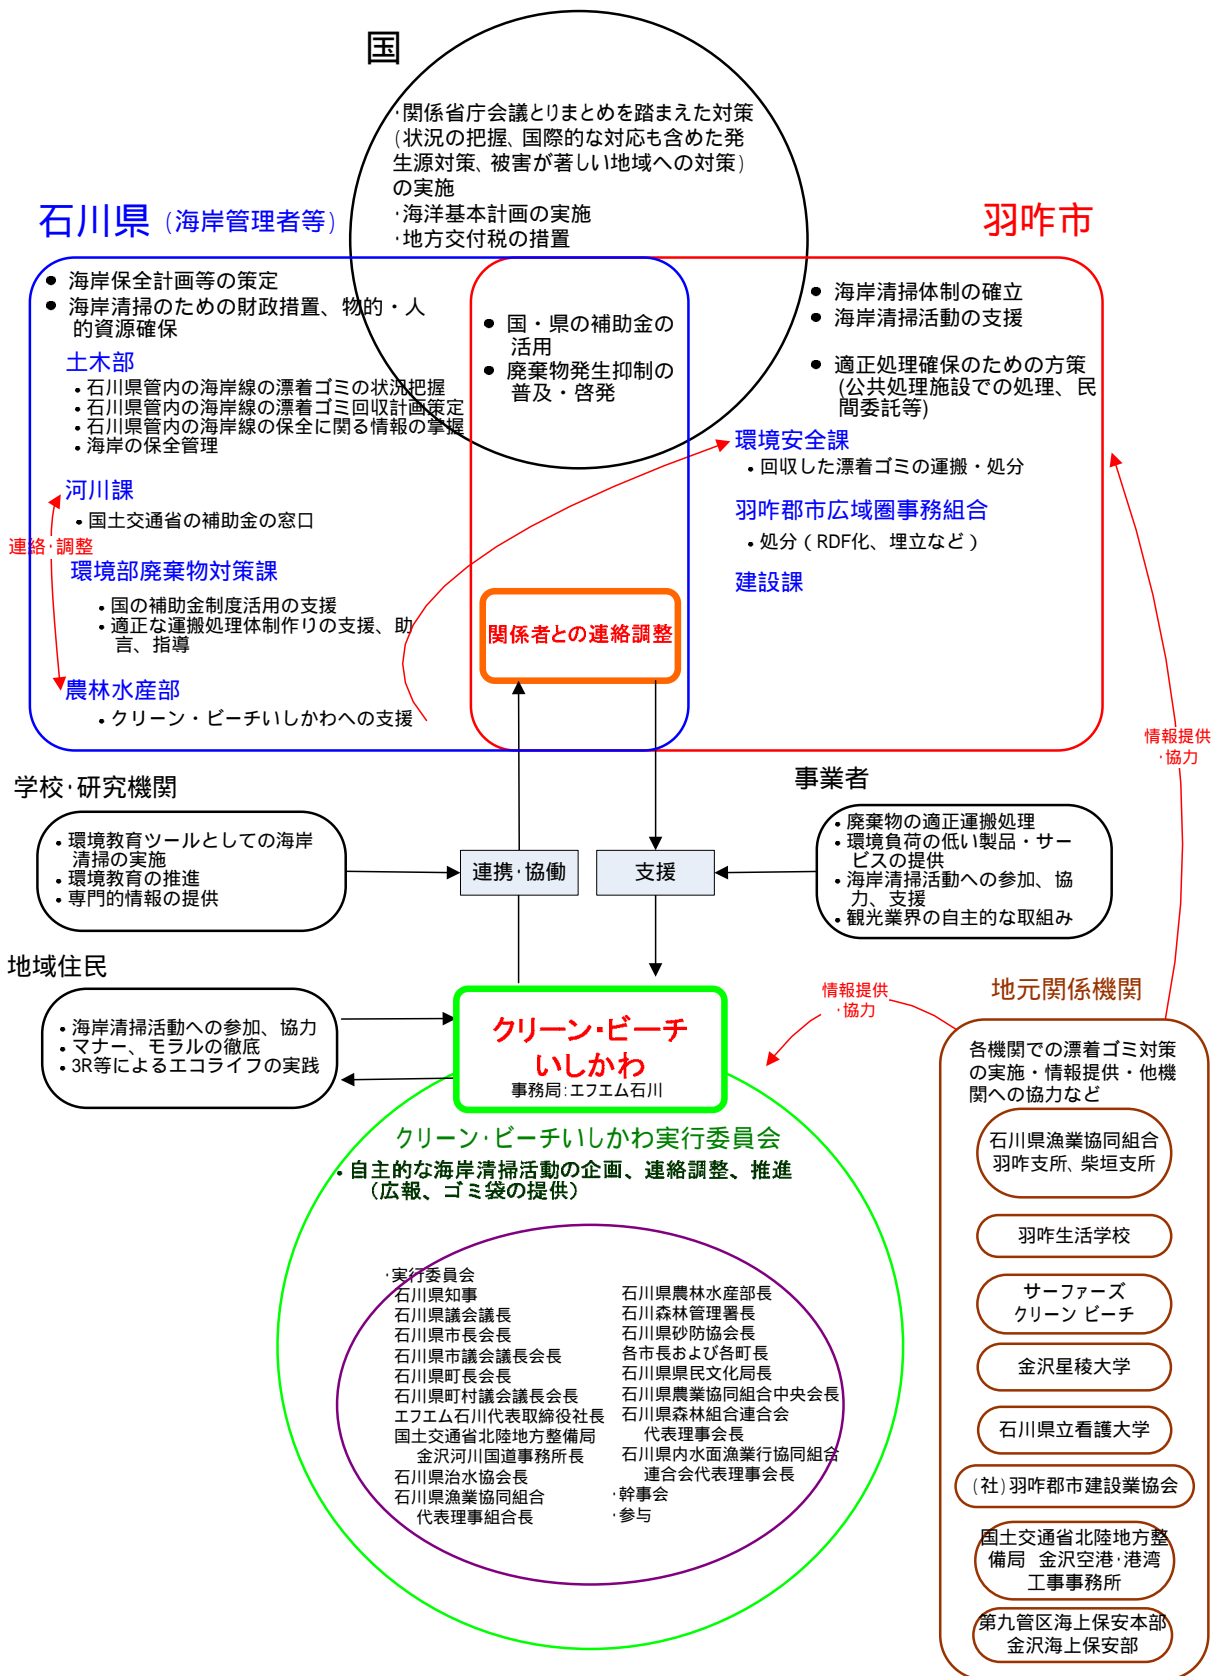 国
・関係省庁会議とりまとめを踏まえた対策
(状況の把握、国際的な対応も含めた発
生源対策、被害が著しい地域への対策)
の実施
・海洋基本計画の実施
・地方交付税の措置
石川県 (海岸管理者等)
羽咋市
● 海岸保全計画等の策定
● 海岸清掃のための財政措置、物的・人
的資源確保
土木部
・石川県管内の海岸線の漂着ゴミの状況把握
・石川県管内の海岸線の漂着ゴミ回収計画策定
・石川県管内の海岸線の保全に関る情報の掌握
・海岸の保全管理
河川課
・国土交通省の補助金の窓口
連絡・調整
環境部廃棄物対策課
・国の補助金制度活用の支援
・適正な運搬処理体制作りの支援、助
言、指導
農林水産部
・クリーン・ビーチいしかわへの支援
● 国・県の補助金の
活用
● 廃棄物発生抑制の
普及・啓発
関係者との連絡調整
● 海岸清掃体制の確立
● 海岸清掃活動の支援
● 適正処理確保のための方策
(公共処理施設での処理、民
間委託等)
環境安全課
・回収した漂着ゴミの運搬・処分
羽咋郡市広域圏事務組合
・処分(RDF化、埋立など)
建設課
情報提供
・協力
学校・研究機関
・環境教育ツールとしての海岸
清掃の実施
・環境教育の推進
・専門的情報の提供
連携・協働
支援
事業者
・廃棄物の適正運搬処理
・環境負荷の低い製品・サー
ビスの提供
・海岸清掃活動への参加、協
力、支援
・観光業界の自主的な取組み
地域住民
・海岸清掃活動への参加、協力
・マナー、モラルの徹底
・3R等によるエコライフの実践
クリーン・ビーチ
いしかわ
事務局:エフエム石川
情報提供
・協力
クリーン・ビーチいしかわ実行委員会
・自主的な海岸清掃活動の企画、連絡調整、推進
(広報、ゴミ袋の提供)
・実行委員会
石川県知事
石川県議会議長
石川県市長会長
石川県市議会議長会長
石川県町長会長
石川県町村議会議長会長
エフエム石川代表取締役社長
国土交通省北陸地方整備局
金沢河川国道事務所長
石川県治水協会長
石川県漁業協同組合
代表理事組合長
石川県農林水産部長
石川森林管理署長
石川県砂防協会長
各市長および各町長
石川県県民文化局長
石川県農業協同組合中央会長
石川県森林組合連合会
代表理事会長
石川県内水面漁業行協同組合
連合会代表理事会長
・幹事会
・参与
地元関係機関
各機関での漂着ゴミ対策
の実施・情報提供・他機
関への協力など
石川県漁業協同組合
羽咋支所、柴垣支所
羽咋生活学校
サーファーズ
クリーン ビーチ
金沢星稜大学
石川県立看護大学
(社)羽咋郡市建設業協会
国土交通省北陸地方整
備局 金沢空港・港湾
工事事務所
第九管区海上保安本部
金沢海上保安部